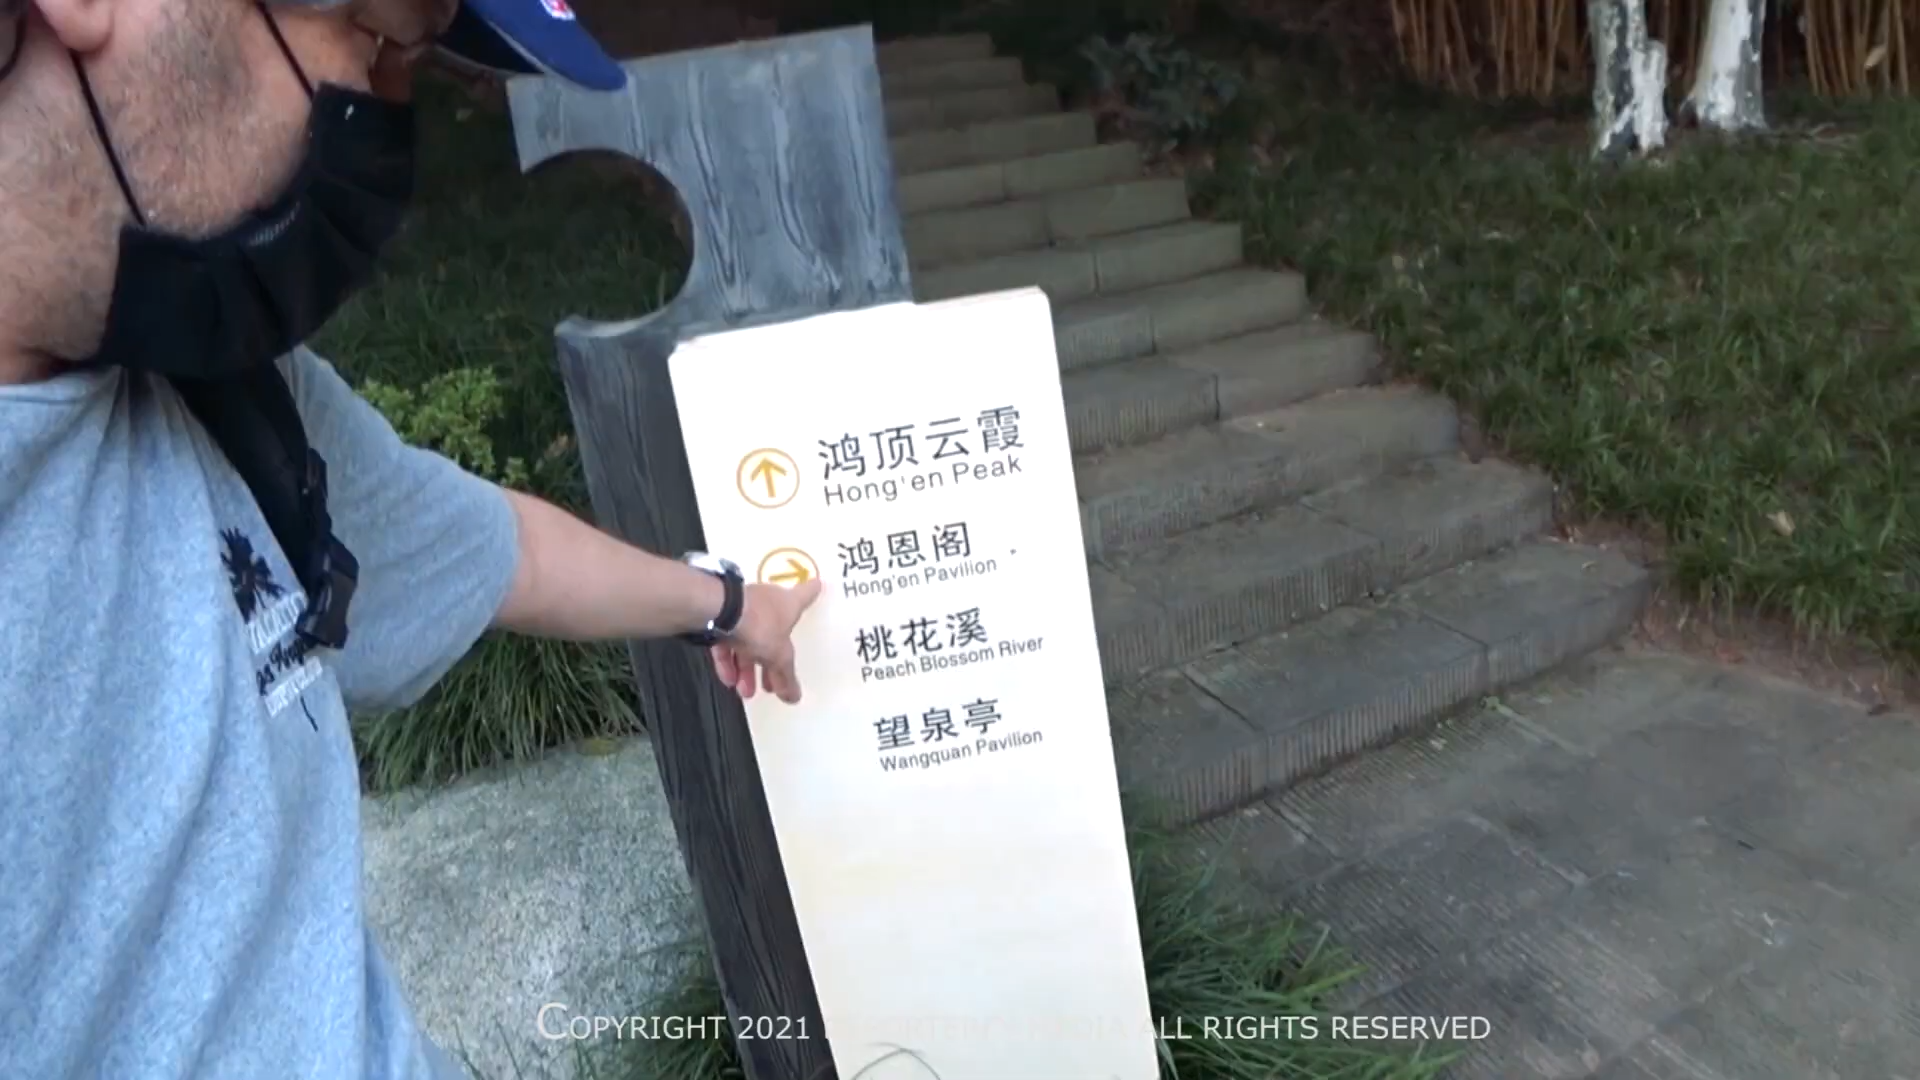 鸿顶云霞
Hong'en Peak
鸿恩阁
Hong'en Pavilion
桃花溪
Peach Blossom River
望泉亭
Wangquan Pavilion
COPYRIGHT 2021 ALL RIGHTS RESERVED